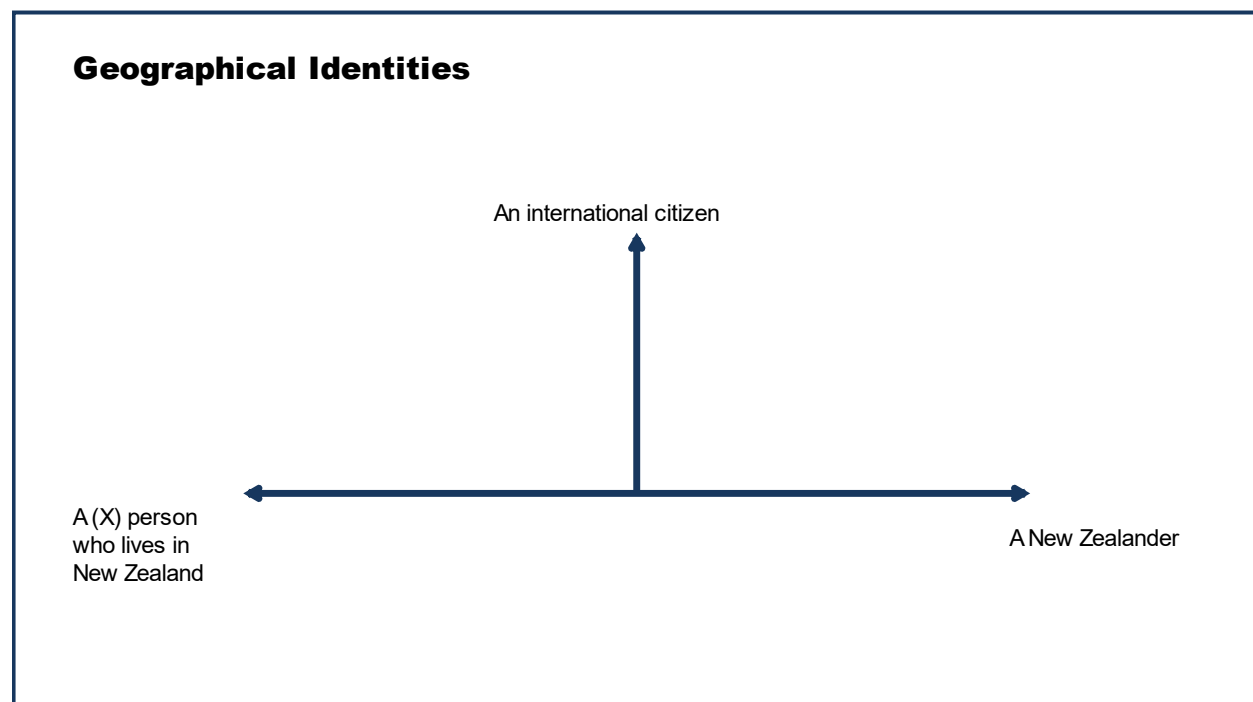 Geographical Identities
An international citizen
A (X) person
who lives in
New Zealand
A New Zealander